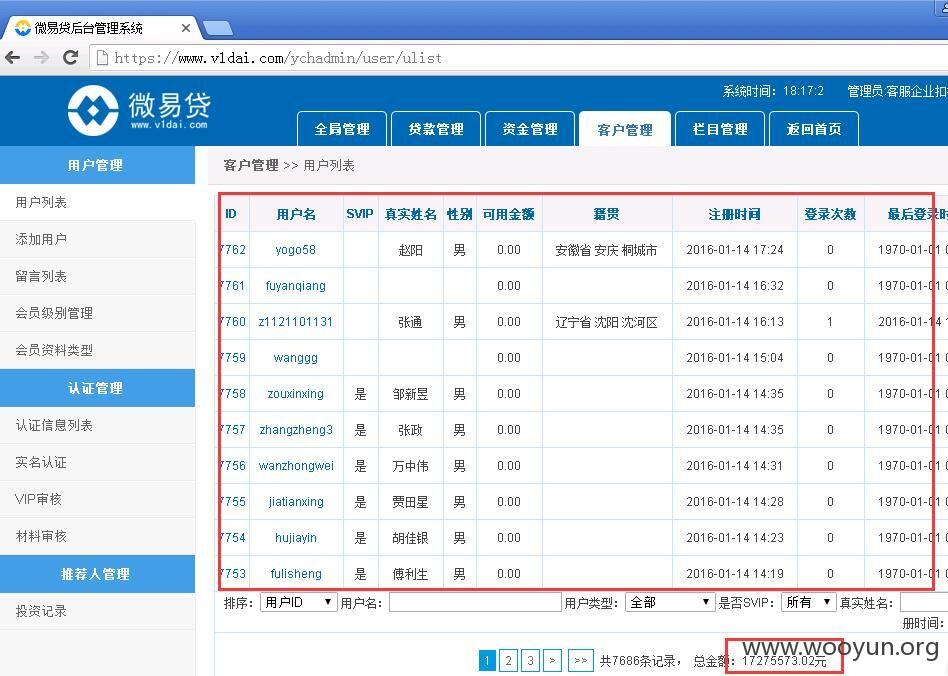 微易贷后台管理系统
https://www.vldai.com/ychadmin/user/ulist
系统时间：18:17:2 管理员:客服企业扣
微易贷
www.vldai.com
全局管理 贷款管理 资金管理 客户管理 栏目管理 返回首页
用户管理
用户列表
添加用户
留言列表
会员级别管理
会员资料类型
认证管理
认证信息列表
实名认证
VIP审核
材料审核
推荐人管理
投资记录
客户管理 >> 用户列表
ID 用户名 SVIP 真实姓名 性别 可用金额 籍贯 注册时间 登录次数 最后登录时
7762 yogo58 赵阳 男 0.00 安徽省 安庆 桐城市 2016-01-14 17:24 0 1970-01-01 0
7761 fuyanqiang 0.00 2016-01-14 16:32 0 1970-01-01 0
7760 z1121101131 张通 男 0.00 辽宁省 沈阳 沈河区 2016-01-14 16:13 1 2016-01-14 1
7759 wanggg 0.00 2016-01-14 15:04 0 1970-01-01 0
7758 zouxinxing 是 邹新昱 男 0.00 2016-01-14 14:35 0 1970-01-01 0
7757 zhangzheng3 是 张政 男 0.00 2016-01-14 14:35 0 1970-01-01 0
7756 wanzhongwei 是 万中伟 男 0.00 2016-01-14 14:31 0 1970-01-01 0
7755 jiatianxing 是 贾田星 男 0.00 2016-01-14 14:28 0 1970-01-01 0
7754 hujiayin 是 胡佳银 男 0.00 2016-01-14 14:23 0 1970-01-01 0
7753 fulisheng 是 傅利生 男 0.00 2016-01-14 14:19 0 1970-01-01 0
排序： 用户ID 用户名： 用户类型： 全部 是否SVIP： 所有 真实姓名：
册时间：
1 2 3 > >> 共7686条记录， 总金额：17275573.02元
www.wooyun.org